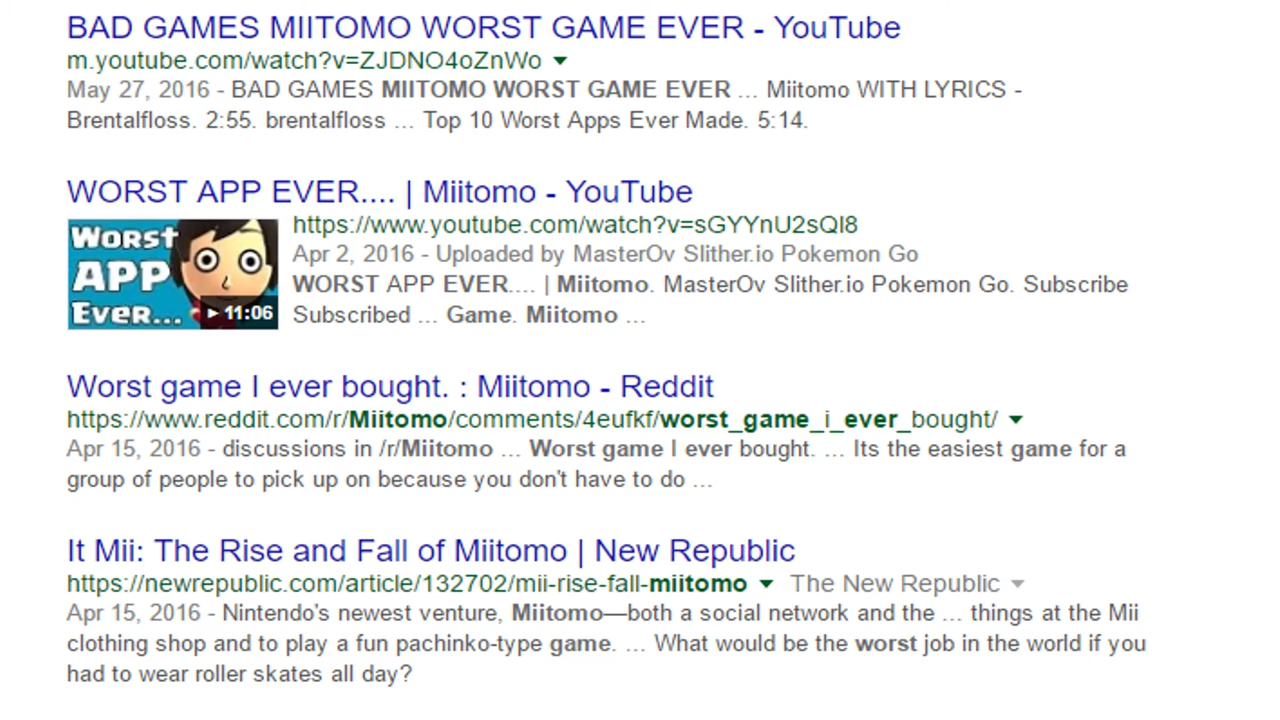 BAD GAMES MIITOMO WORST GAME EVER - YouTube
m.youtube.com/watch?v=ZJDNO4oZnWo
May 27, 2016 - BAD GAMES MIITOMO WORST GAME EVER ... Miitomo WITH LYRICS -
Brentalfloss. 2:55. brentalfloss ... Top 10 Worst Apps Ever Made. 5:14.
WORST APP EVER.... | Miitomo - YouTube
Worst
APP
Ever...
11:06
https://www.youtube.com/watch?v=sGYYnU2sQI8
Apr 2, 2016 - Uploaded by MasterOv Slither.io Pokemon Go
WORST APP EVER.... | Miitomo. MasterOv Slither.io Pokemon Go. Subscribe
Subscribed ... Game. Miitomo ...
Worst game I ever bought. : Miitomo - Reddit
https://www.reddit.com/r/Miitomo/comments/4eufkf/worst_game_i_ever_bought/
Apr 15, 2016 - discussions in /r/Miitomo ... Worst game I ever bought. ... Its the easiest game for a
group of people to pick up on because you don't have to do ...
It Mii: The Rise and Fall of Miitomo | New Republic
https://newrepublic.com/article/132702/mii-rise-fall-miitomo The New Republic
Apr 15, 2016 - Nintendo's newest venture, Miitomo—both a social network and the ... things at the Mii
clothing shop and to play a fun pachinko-type game. ... What would be the worst job in the world if you
had to wear roller skates all day?